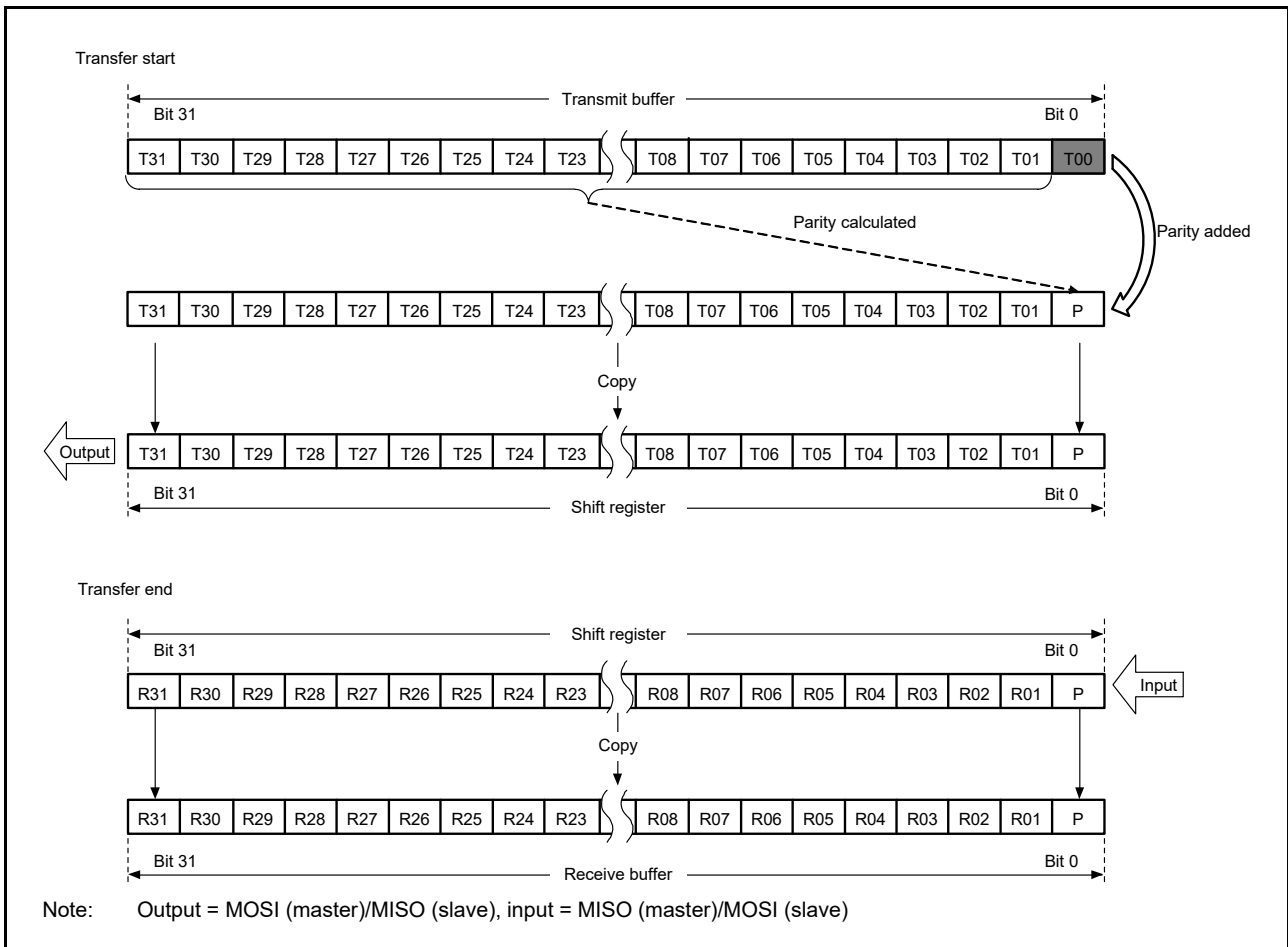 Transfer start
Transmit buffer
Bit 31 Bit 0
T31 T30 T29 T28 T27 T26 T25 T24 T23 T08 T07 T06 T05 T04 T03 T02 T01 T00
Parity calculated
Parity added
T31 T30 T29 T28 T27 T26 T25 T24 T23 T08 T07 T06 T05 T04 T03 T02 T01 P
Copy
Output
T31 T30 T29 T28 T27 T26 T25 T24 T23 T08 T07 T06 T05 T04 T03 T02 T01 P
Bit 31 Bit 0
Shift register
Transfer end
Shift register
Bit 31 Bit 0
R31 R30 R29 R28 R27 R26 R25 R24 R23 R08 R07 R06 R05 R04 R03 R02 R01 P
Input
Copy
R31 R30 R29 R28 R27 R26 R25 R24 R23 R08 R07 R06 R05 R04 R03 R02 R01 P
Bit 31 Bit 0
Receive buffer
Note: Output = MOSI (master)/MISO (slave), input = MISO (master)/MOSI (slave)